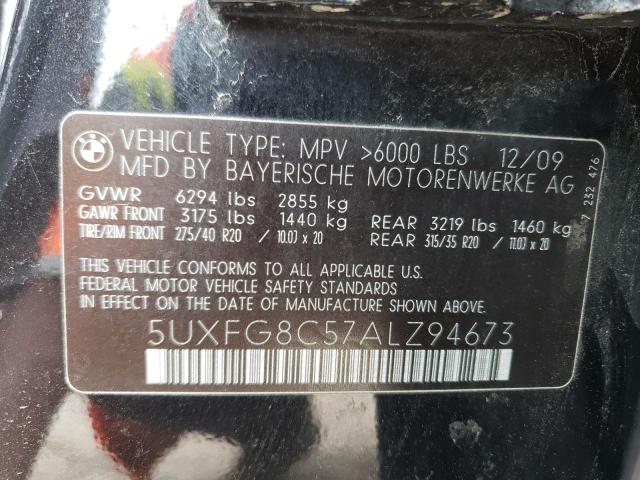 BMW
VEHICLE TYPE: MPV >6000 LBS 12/09
MFD BY BAYERISCHE MOTORENWERKE AG
GVWR 6294 lbs 2855 kg
GAWR FRONT 3175 lbs 1440 kg REAR 3219 lbs 1460 kg
TIRE/RIM FRONT 275/40 R20 / 10.0J x 20 REAR 315/35 R20 / 11.0J x 20
THIS VEHICLE CONFORMS TO ALL APPLICABLE U.S.
FEDERAL MOTOR VEHICLE SAFETY STANDARDS
IN EFFECT ON THE DATE OF MANUFACTURE SHOWN ABOVE.
5UXFG8C57ALZ94673
7 232 476